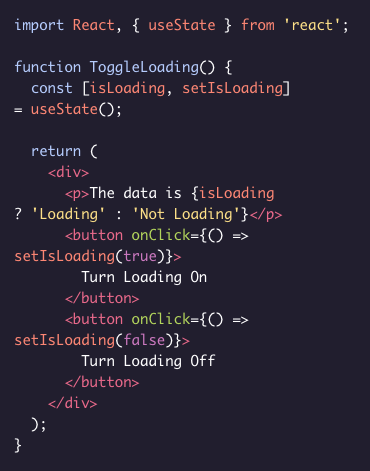 import React, { useState } from 'react';

function ToggleLoading() {
  const [isLoading, setIsLoading]
= useState();

  return (
    <div>
      <p>The data is {isLoading
? 'Loading' : 'Not Loading'}</p>
      <button onClick={() =>
setIsLoading(true)}>
        Turn Loading On
      </button>
      <button onClick={() =>
setIsLoading(false)}>
        Turn Loading Off
      </button>
    </div>
  );
}